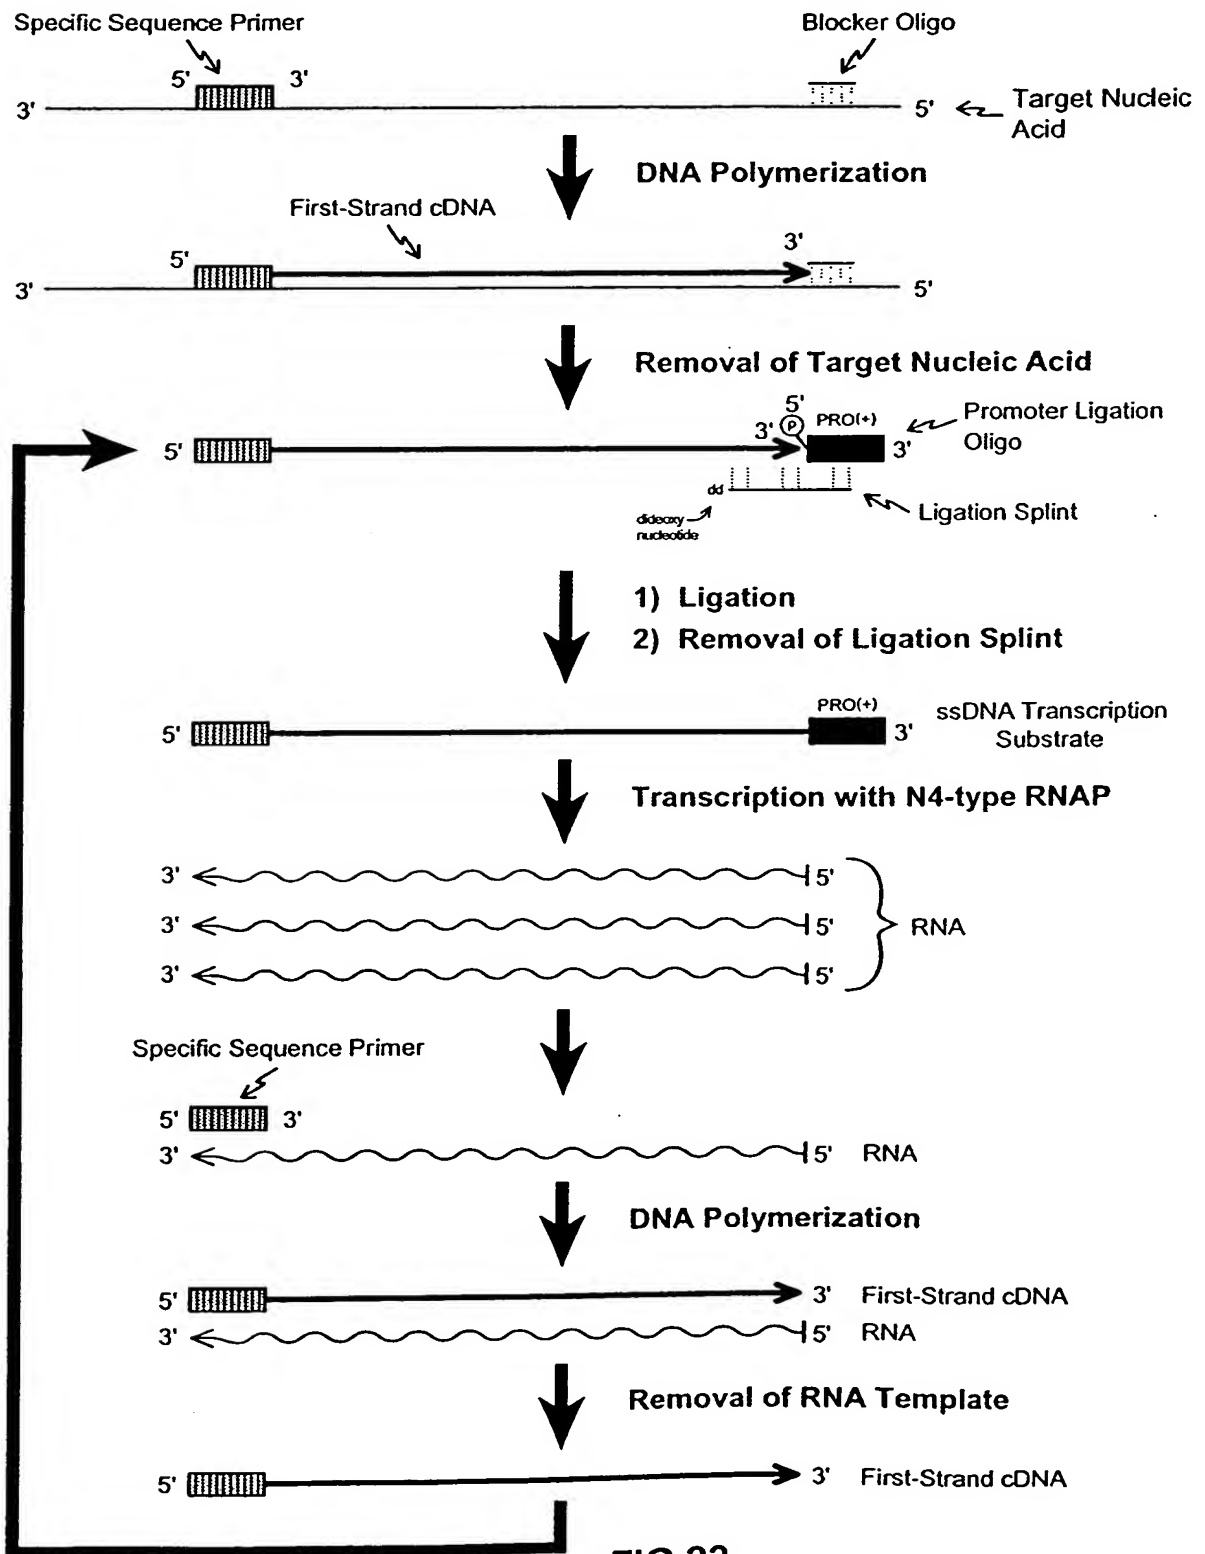 Specific Sequence Primer
Blocker Oligo
5' 3'
3' 5'
Target Nucleic
Acid
DNA Polymerization
First-Strand cDNA
5' 3'
3' 5'
Removal of Target Nucleic Acid
5' 3' 5' P PRO(+) 3'
Promoter Ligation
Oligo
dd
dideoxy
nucleotide
Ligation Splint
1) Ligation
2) Removal of Ligation Splint
PRO(+)
5' 3'
ssDNA Transcription
Substrate
Transcription with N4-type RNAP
3' 5'
3' 5'
RNA
3' 5'
Specific Sequence Primer
5' 3'
3' 5' RNA
DNA Polymerization
5' 3' First-Strand cDNA
3' 5' RNA
Removal of RNA Template
5' 3' First-Strand cDNA